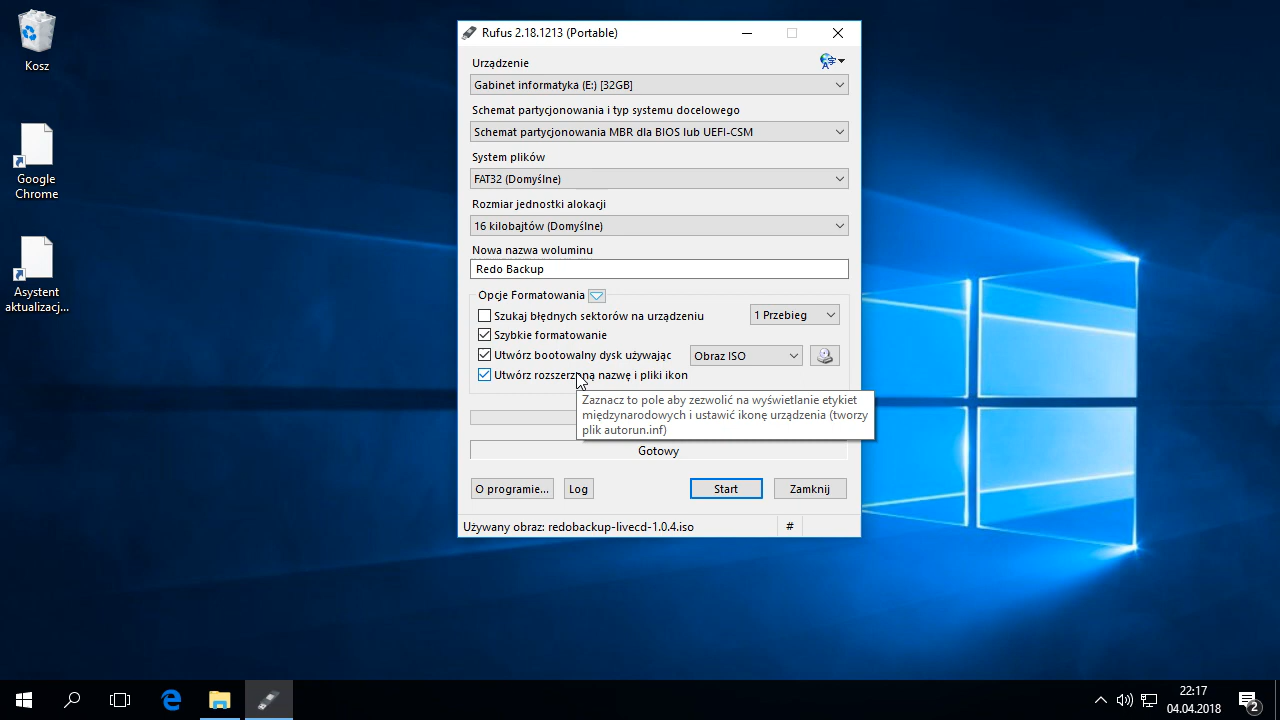 Kosz
Google
Chrome
Asystent
aktualizacj...
Rufus 2.18.1213 (Portable)
Urządzenie
Gabinet informatyka (E:) [32GB]
Schemat partycjonowania i typ systemu docelowego
Schemat partycjonowania MBR dla BIOS lub UEFI-CSM
System plików
FAT32 (Domyślne)
Rozmiar jednostki alokacji
16 kilobajtów (Domyślne)
Nowa nazwa woluminu
Redo Backup
Opcje Formatowania
Szukaj błędnych sektorów na urządzeniu 1 Przebieg
Szybkie formatowanie
Utwórz bootowalny dysk używając Obraz ISO
Utwórz rozszerzoną nazwę i pliki ikon
Zaznacz to pole aby zezwolić na wyświetlanie etykiet
międzynarodowych i ustawić ikonę urządzenia (tworzy
plik autorun.inf)
Gotowy
O programie... Log Start Zamknij
Używany obraz: redobackup-livecd-1.0.4.iso #
22:17
04.04.2018
2